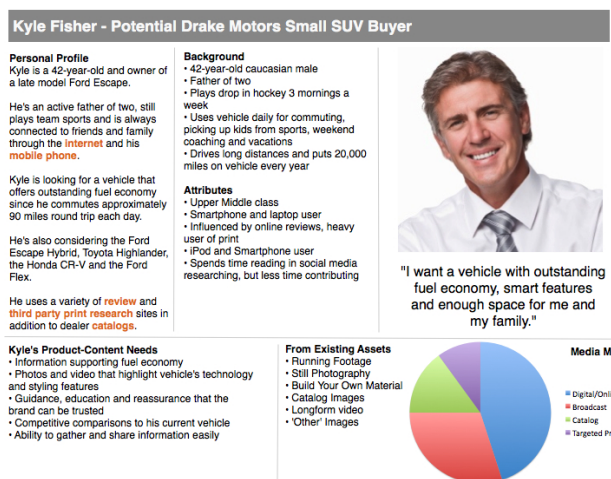 Kyle Fisher - Potential Drake Motors Small SUV Buyer
Personal Profile
Kyle is a 42-year-old and owner of
a late model Ford Escape.
He's an active father of two, still
plays team sports and is always
connected to friends and family
through the internet and his
mobile phone.
Kyle is looking for a vehicle that
offers outstanding fuel economy
since he commutes approximately
90 miles round trip each day.
He's also considering the Ford
Escape Hybrid, Toyota Highlander,
the Honda CR-V and the Ford
Flex.
He uses a variety of review and
third party print research sites in
addition to dealer catalogs.
Background
• 42-year-old caucasian male
• Father of two
• Plays drop in hockey 3 mornings a
week
• Uses vehicle daily for commuting,
picking up kids from sports, weekend
coaching and vacations
• Drives long distances and puts 20,000
miles on vehicle every year
Attributes
• Upper Middle class
• Smartphone and laptop user
• Influenced by online reviews, heavy
user of print
• iPod and Smartphone user
• Spends time reading in social media
researching, but less time contributing
"I want a vehicle with outstanding
fuel economy, smart features
and enough space for me and
my family."
Kyle's Product-Content Needs
• Information supporting fuel economy
• Photos and video that highlight vehicle's technology
and styling features
• Guidance, education and reassurance that the
brand can be trusted
• Competitive comparisons to his current vehicle
• Ability to gather and share information easily
From Existing Assets
• Running Footage
• Still Photography
• Build Your Own Material
• Catalog Images
• Longform video
• 'Other' Images
Media M
Digital/Onli
Broadcast
Catalog
Targeted Pr